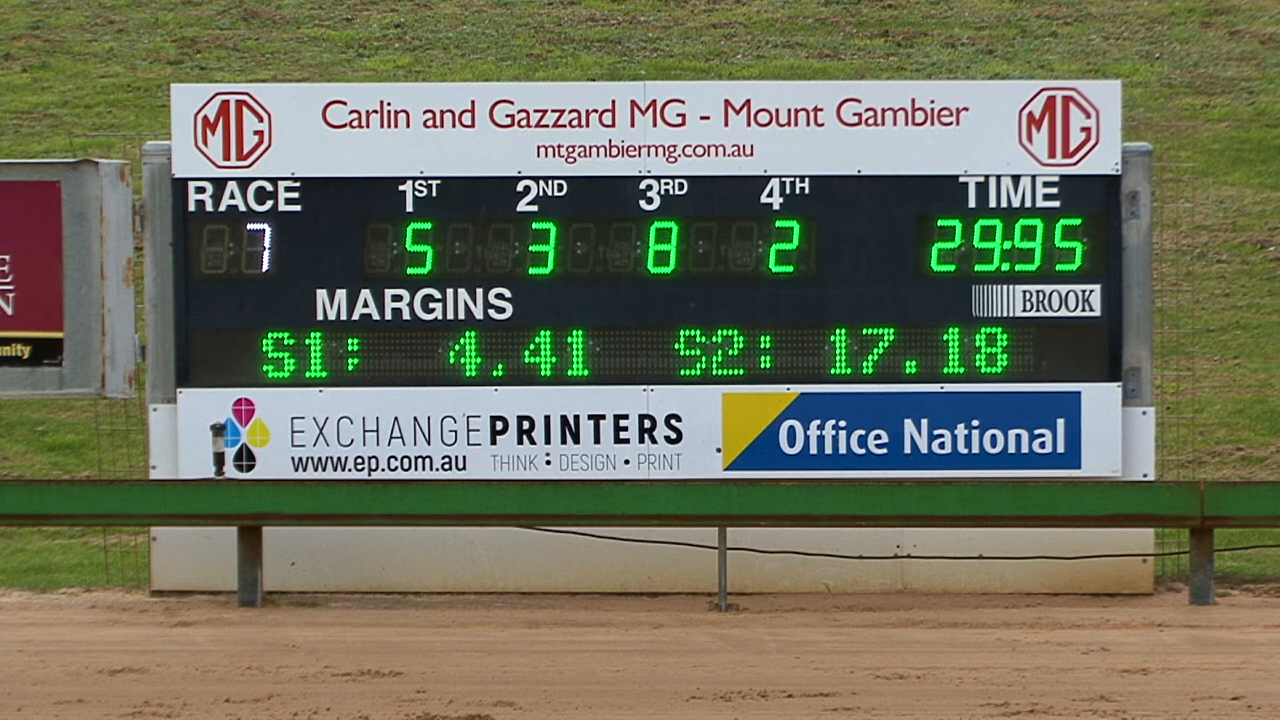 MG Carlin and Gazzard MG - Mount Gambier MG
mtgambiermg.com.au
RACE 1ST 2ND 3RD 4TH TIME
7 5 3 8 2 29:95
MARGINS BROOK
S1: 4.41 S2: 17.18
EXCHANGEPRINTERS
www.ep.com.au THINK : DESIGN • PRINT
Office National
E
N
nity